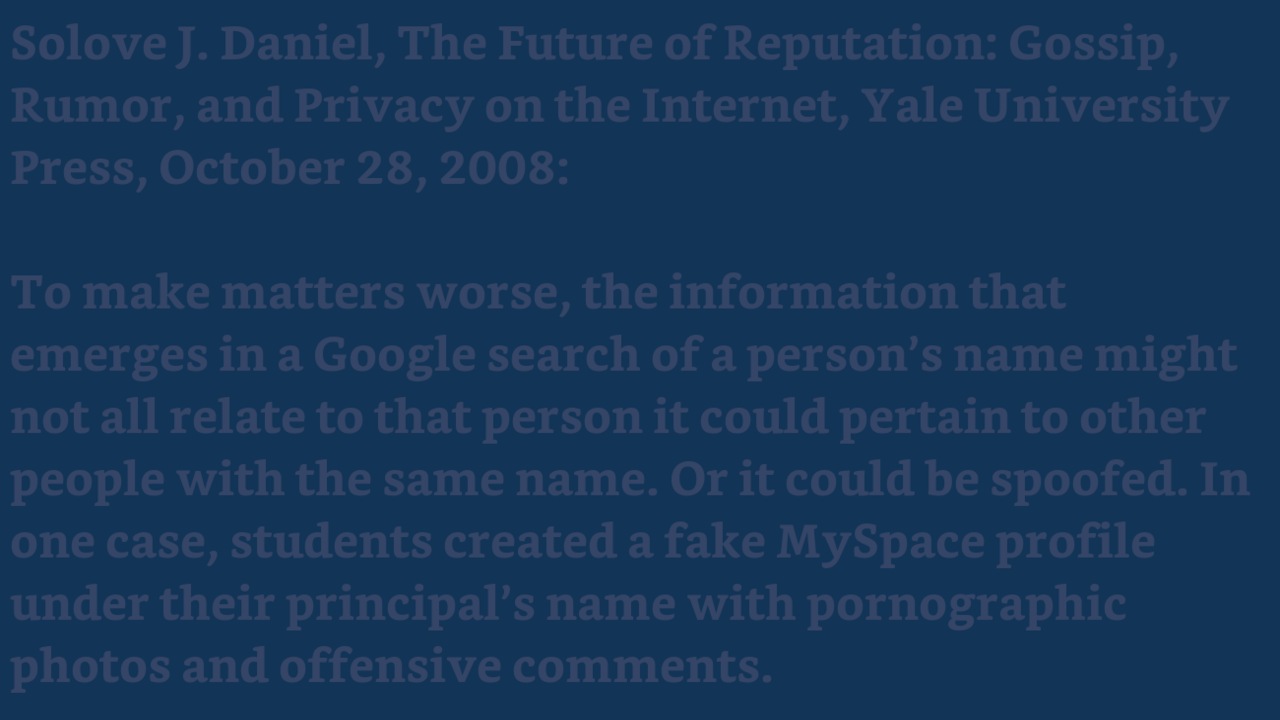 Solove J. Daniel, The Future of Reputation: Gossip,
Rumor, and Privacy on the Internet, Yale University
Press, October 28, 2008:
To make matters worse, the information that
emerges in a Google search of a person’s name might
not all relate to that person it could pertain to other
people with the same name. Or it could be spoofed. In
one case, students created a fake MySpace profile
under their principal’s name with pornographic
photos and offensive comments.